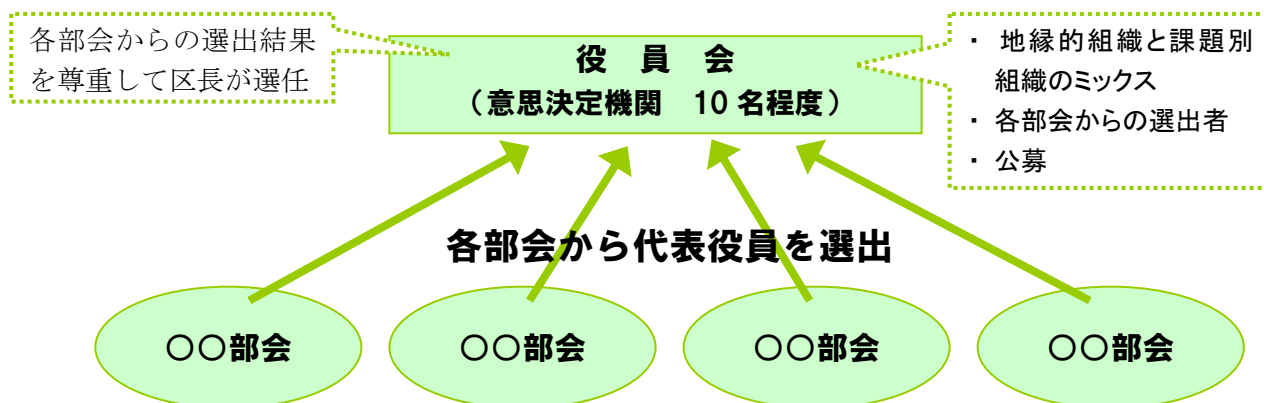 各部会からの選出結果
を尊重して区長が選任
役　員　会
（意思決定機関　10 名程度）
・ 地縁的組織と課題別
組織のミックス
・ 各部会からの選出者
・ 公募
各部会から代表役員を選出
〇〇部会
〇〇部会
〇〇部会
〇〇部会